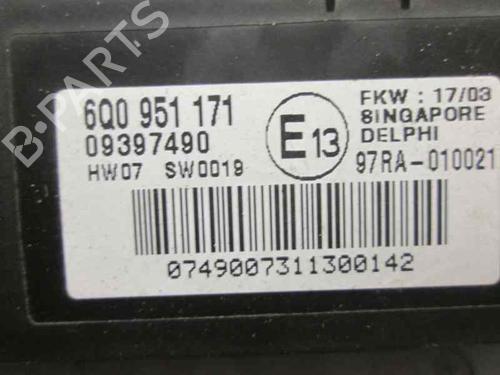 B-PARTS
6Q0 951 171
09397490
HW07 SW0019
E13
FKW : 17/03
SINGAPORE
DELPHI
97RA-010021
0749007311300142